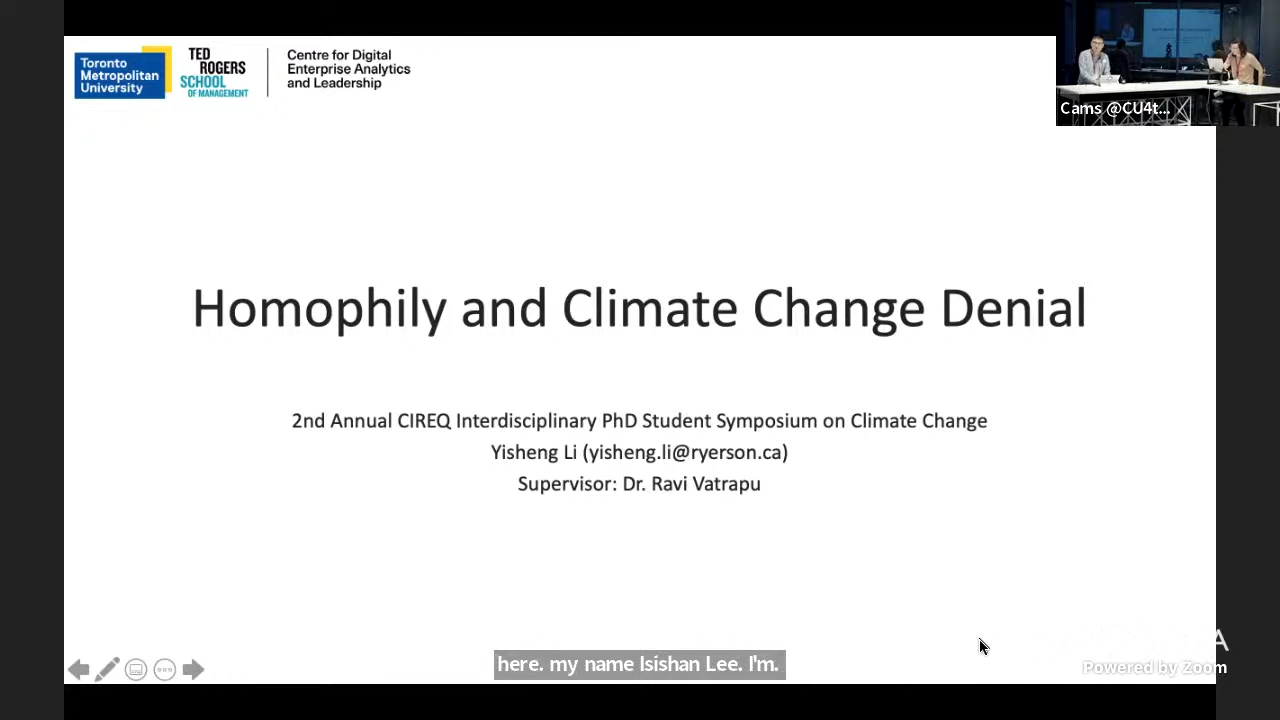 Toronto
Metropolitan
University
TED
ROGERS
SCHOOL
OF MANAGEMENT
Centre for Digital
Enterprise Analytics
and Leadership
Cams @CU4t...
Homophily and Climate Change Denial
2nd Annual CIREQ Interdisciplinary PhD Student Symposium on Climate Change
Yisheng Li (yisheng.li@ryerson.ca)
Supervisor: Dr. Ravi Vatrapu
here. my name Isishan Lee. I'm.
A
Powered by Zoom